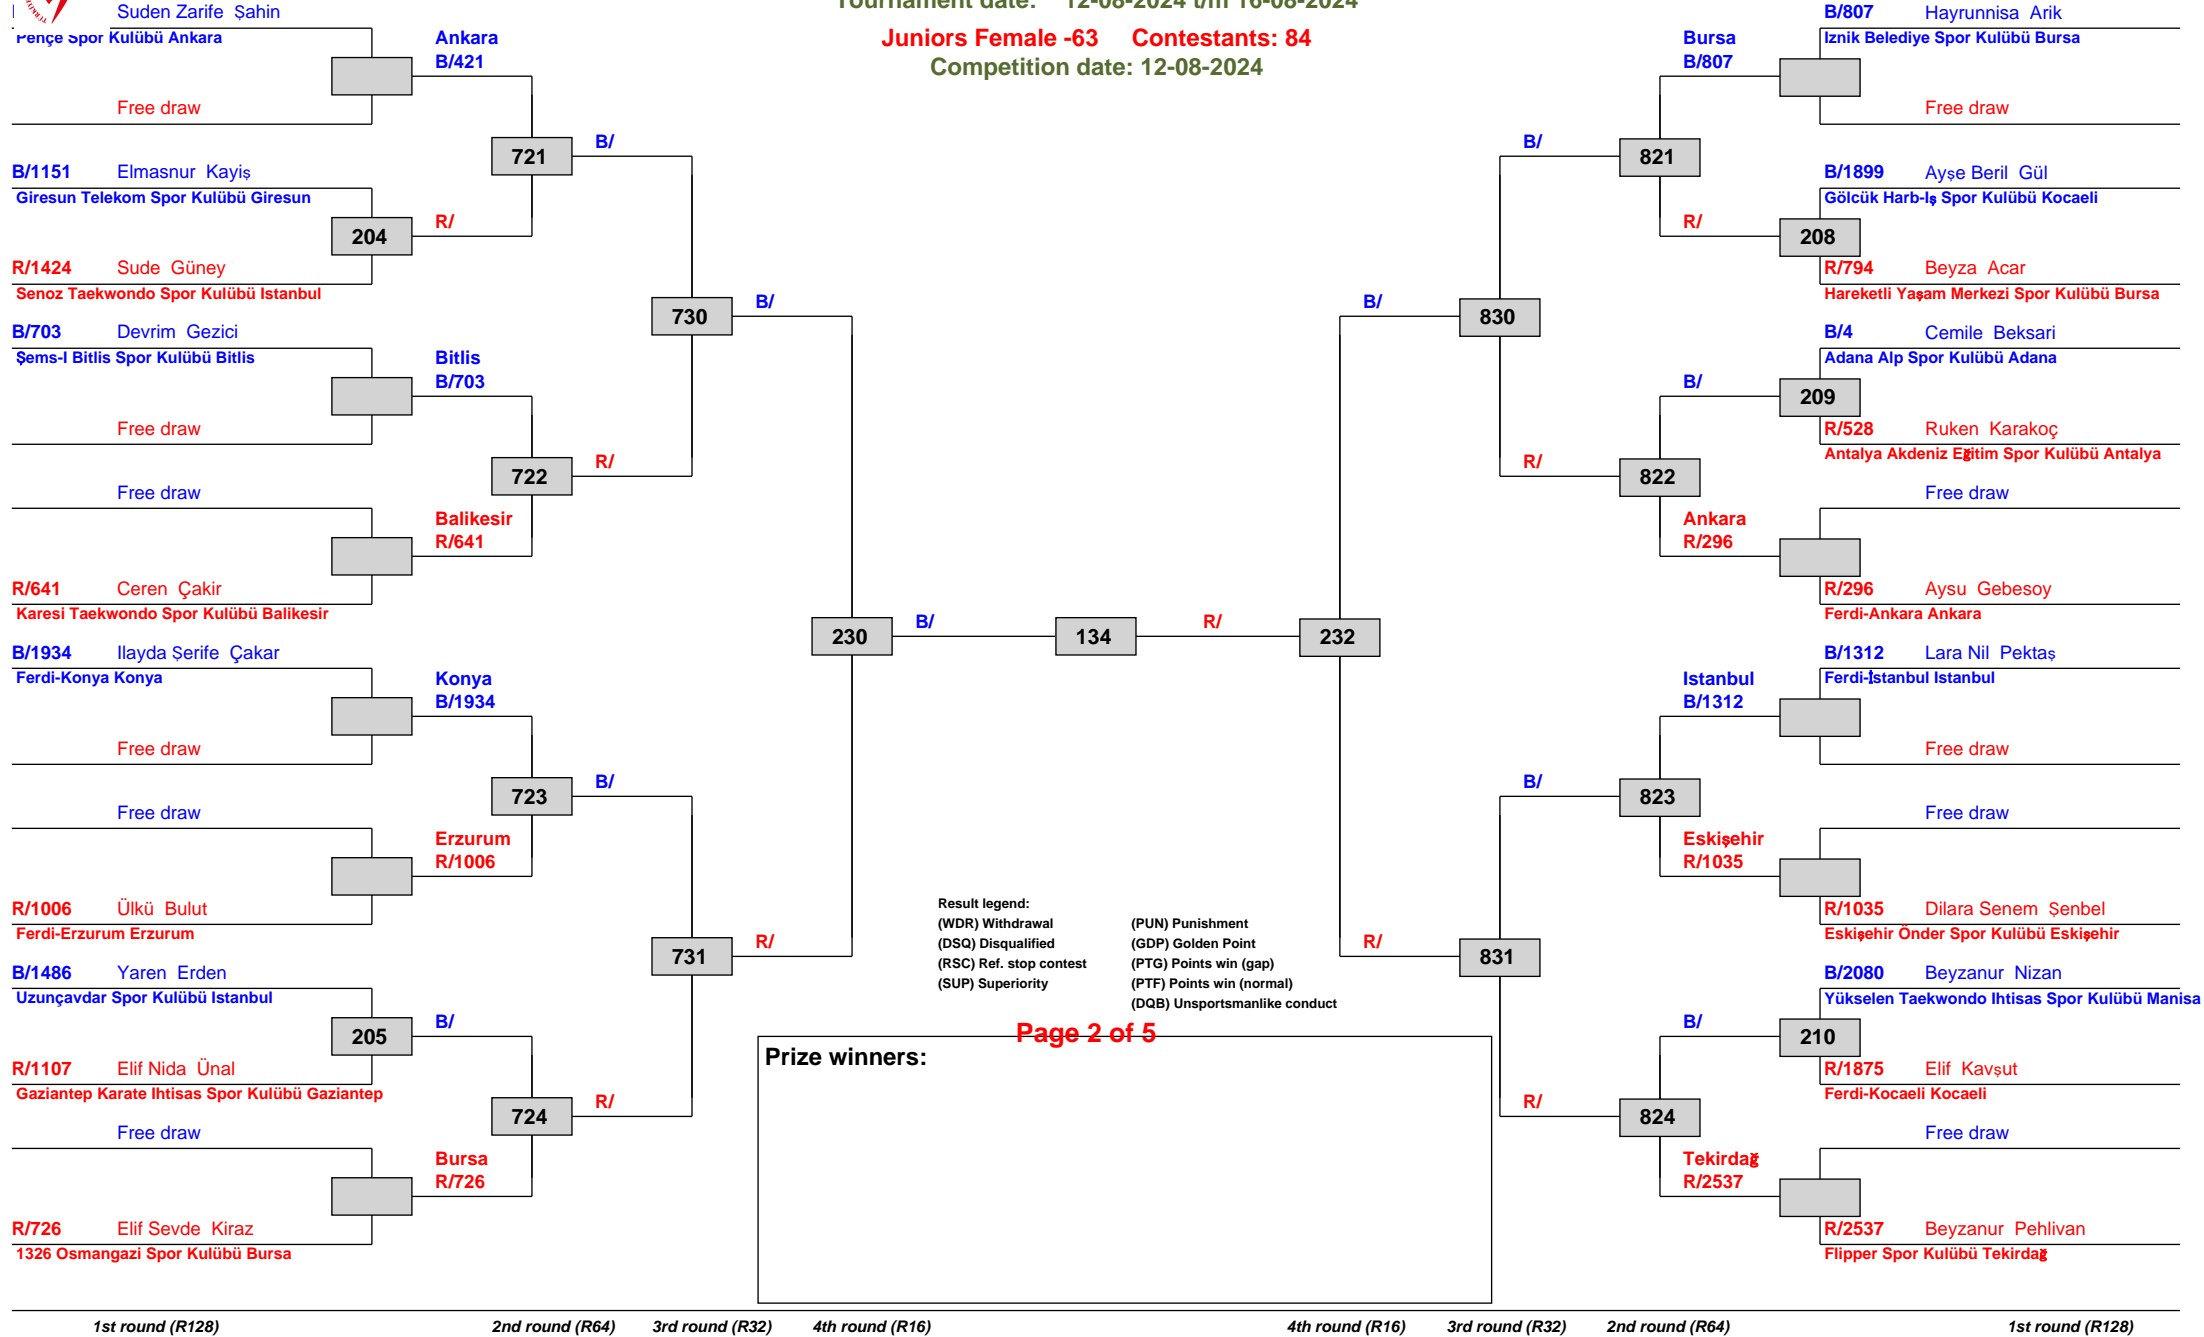 Tournament date: 12-08-2024 t/m 16-08-2024
Juniors Female -63 Contestants: 84
Competition date: 12-08-2024
Suden Zarife Şahin
Pençe Spor Kulübü Ankara
Free draw
Ankara
B/421
B/1151 Elmasnur Kayiş
Giresun Telekom Spor Kulübü Giresun
204
R/
R/1424 Sude Güney
Senoz Taekwondo Spor Kulübü Istanbul
721
B/
B/703 Devrim Gezici
Şems-I Bitlis Spor Kulübü Bitlis
Free draw
Bitlis
B/703
Free draw
R/641 Ceren Çakir
Karesi Taekwondo Spor Kulübü Balikesir
Balikesir
R/641
722
R/
730
B/
B/1934 Ilayda Şerife Çakar
Ferdi-Konya Konya
Free draw
Konya
B/1934
Free draw
R/1006 Ülkü Bulut
Ferdi-Erzurum Erzurum
Erzurum
R/1006
723
B/
B/1486 Yaren Erden
Uzunçavdar Spor Kulübü Istanbul
205
B/
R/1107 Elif Nida Ünal
Gaziantep Karate Ihtisas Spor Kulübü Gaziantep
Free draw
R/726 Elif Sevde Kiraz
1326 Osmangazi Spor Kulübü Bursa
Bursa
R/726
724
R/
731
R/
230
B/
134
R/
232
B/807 Hayrunnisa Arik
Iznik Belediye Spor Kulübü Bursa
Free draw
Bursa
B/807
B/1899 Ayşe Beril Gül
Gölcük Harb-Iş Spor Kulübü Kocaeli
208
R/
R/794 Beyza Acar
Hareketli Yaşam Merkezi Spor Kulübü Bursa
821
B/
B/4 Cemile Beksari
Adana Alp Spor Kulübü Adana
209
B/
R/528 Ruken Karakoç
Antalya Akdeniz Eğitim Spor Kulübü Antalya
Free draw
R/296 Aysu Gebesoy
Ferdi-Ankara Ankara
Ankara
R/296
822
R/
830
B/
B/1312 Lara Nil Pektaş
Ferdi-İstanbul Istanbul
Free draw
Istanbul
B/1312
Free draw
R/1035 Dilara Senem Şenbel
Eskişehir Önder Spor Kulübü Eskişehir
Eskişehir
R/1035
823
B/
B/2080 Beyzanur Nizan
Yükselen Taekwondo Ihtisas Spor Kulübü Manisa
210
B/
R/1875 Elif Kavşut
Ferdi-Kocaeli Kocaeli
Free draw
R/2537 Beyzanur Pehlivan
Flipper Spor Kulübü Tekirdağ
Tekirdağ
R/2537
824
R/
831
R/
Result legend:
(WDR) Withdrawal (PUN) Punishment
(DSQ) Disqualified (GDP) Golden Point
(RSC) Ref. stop contest (PTG) Points win (gap)
(SUP) Superiority (PTF) Points win (normal)
(DQB) Unsportsmanlike conduct
Page 2 of 5
Prize winners:
1st round (R128) 2nd round (R64) 3rd round (R32) 4th round (R16) 4th round (R16) 3rd round (R32) 2nd round (R64) 1st round (R128)